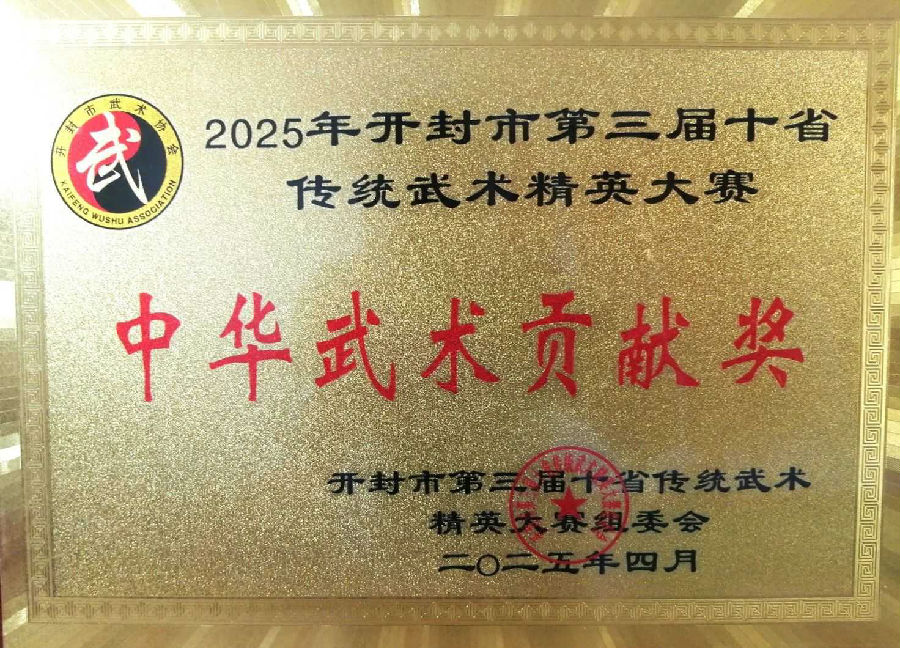 开封市武术协会
武
KAIFENG WUSHU ASSOCIATION
2025年开封市第三届十省
传统武术精英大赛
中华武术贡献奖
开封市第三届十省传统武术
精英大赛组委会
二〇二五年四月